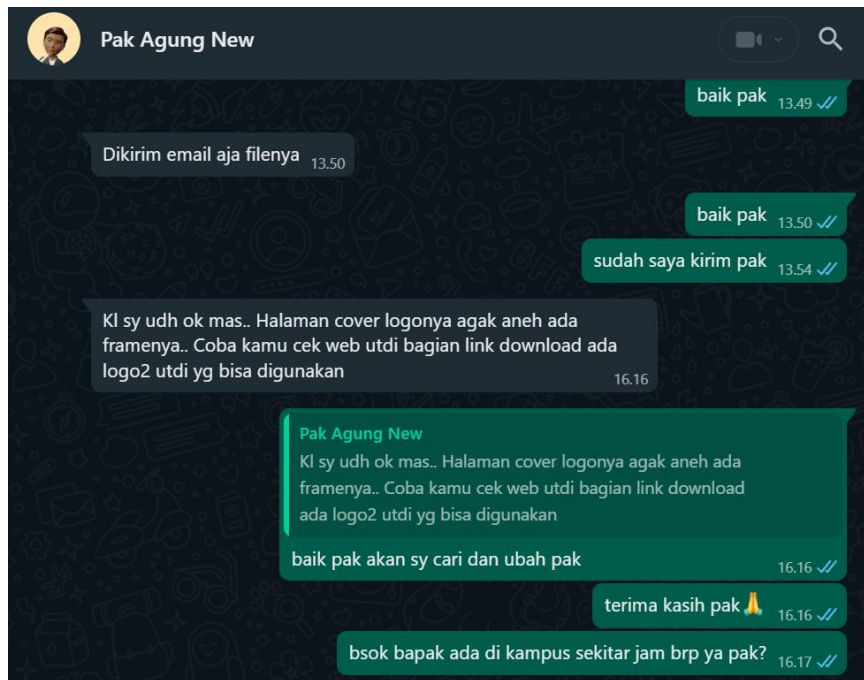 Pak Agung New
baik pak 13.49
Dikirim email aja filenya 13.50
baik pak 13.50
sudah saya kirim pak 13.54
Kl sy udh ok mas.. Halaman cover logonya agak aneh ada
framenya.. Coba kamu cek web utdi bagian link download ada
logo2 utdi yg bisa digunakan
16.16
Pak Agung New
Kl sy udh ok mas.. Halaman cover logonya agak aneh ada
framenya.. Coba kamu cek web utdi bagian link download
ada logo2 utdi yg bisa digunakan
baik pak akan sy cari dan ubah pak
16.16
terima kasih pak🙏 16.16
bsok bapak ada di kampus sekitar jam brp ya pak? 16.17